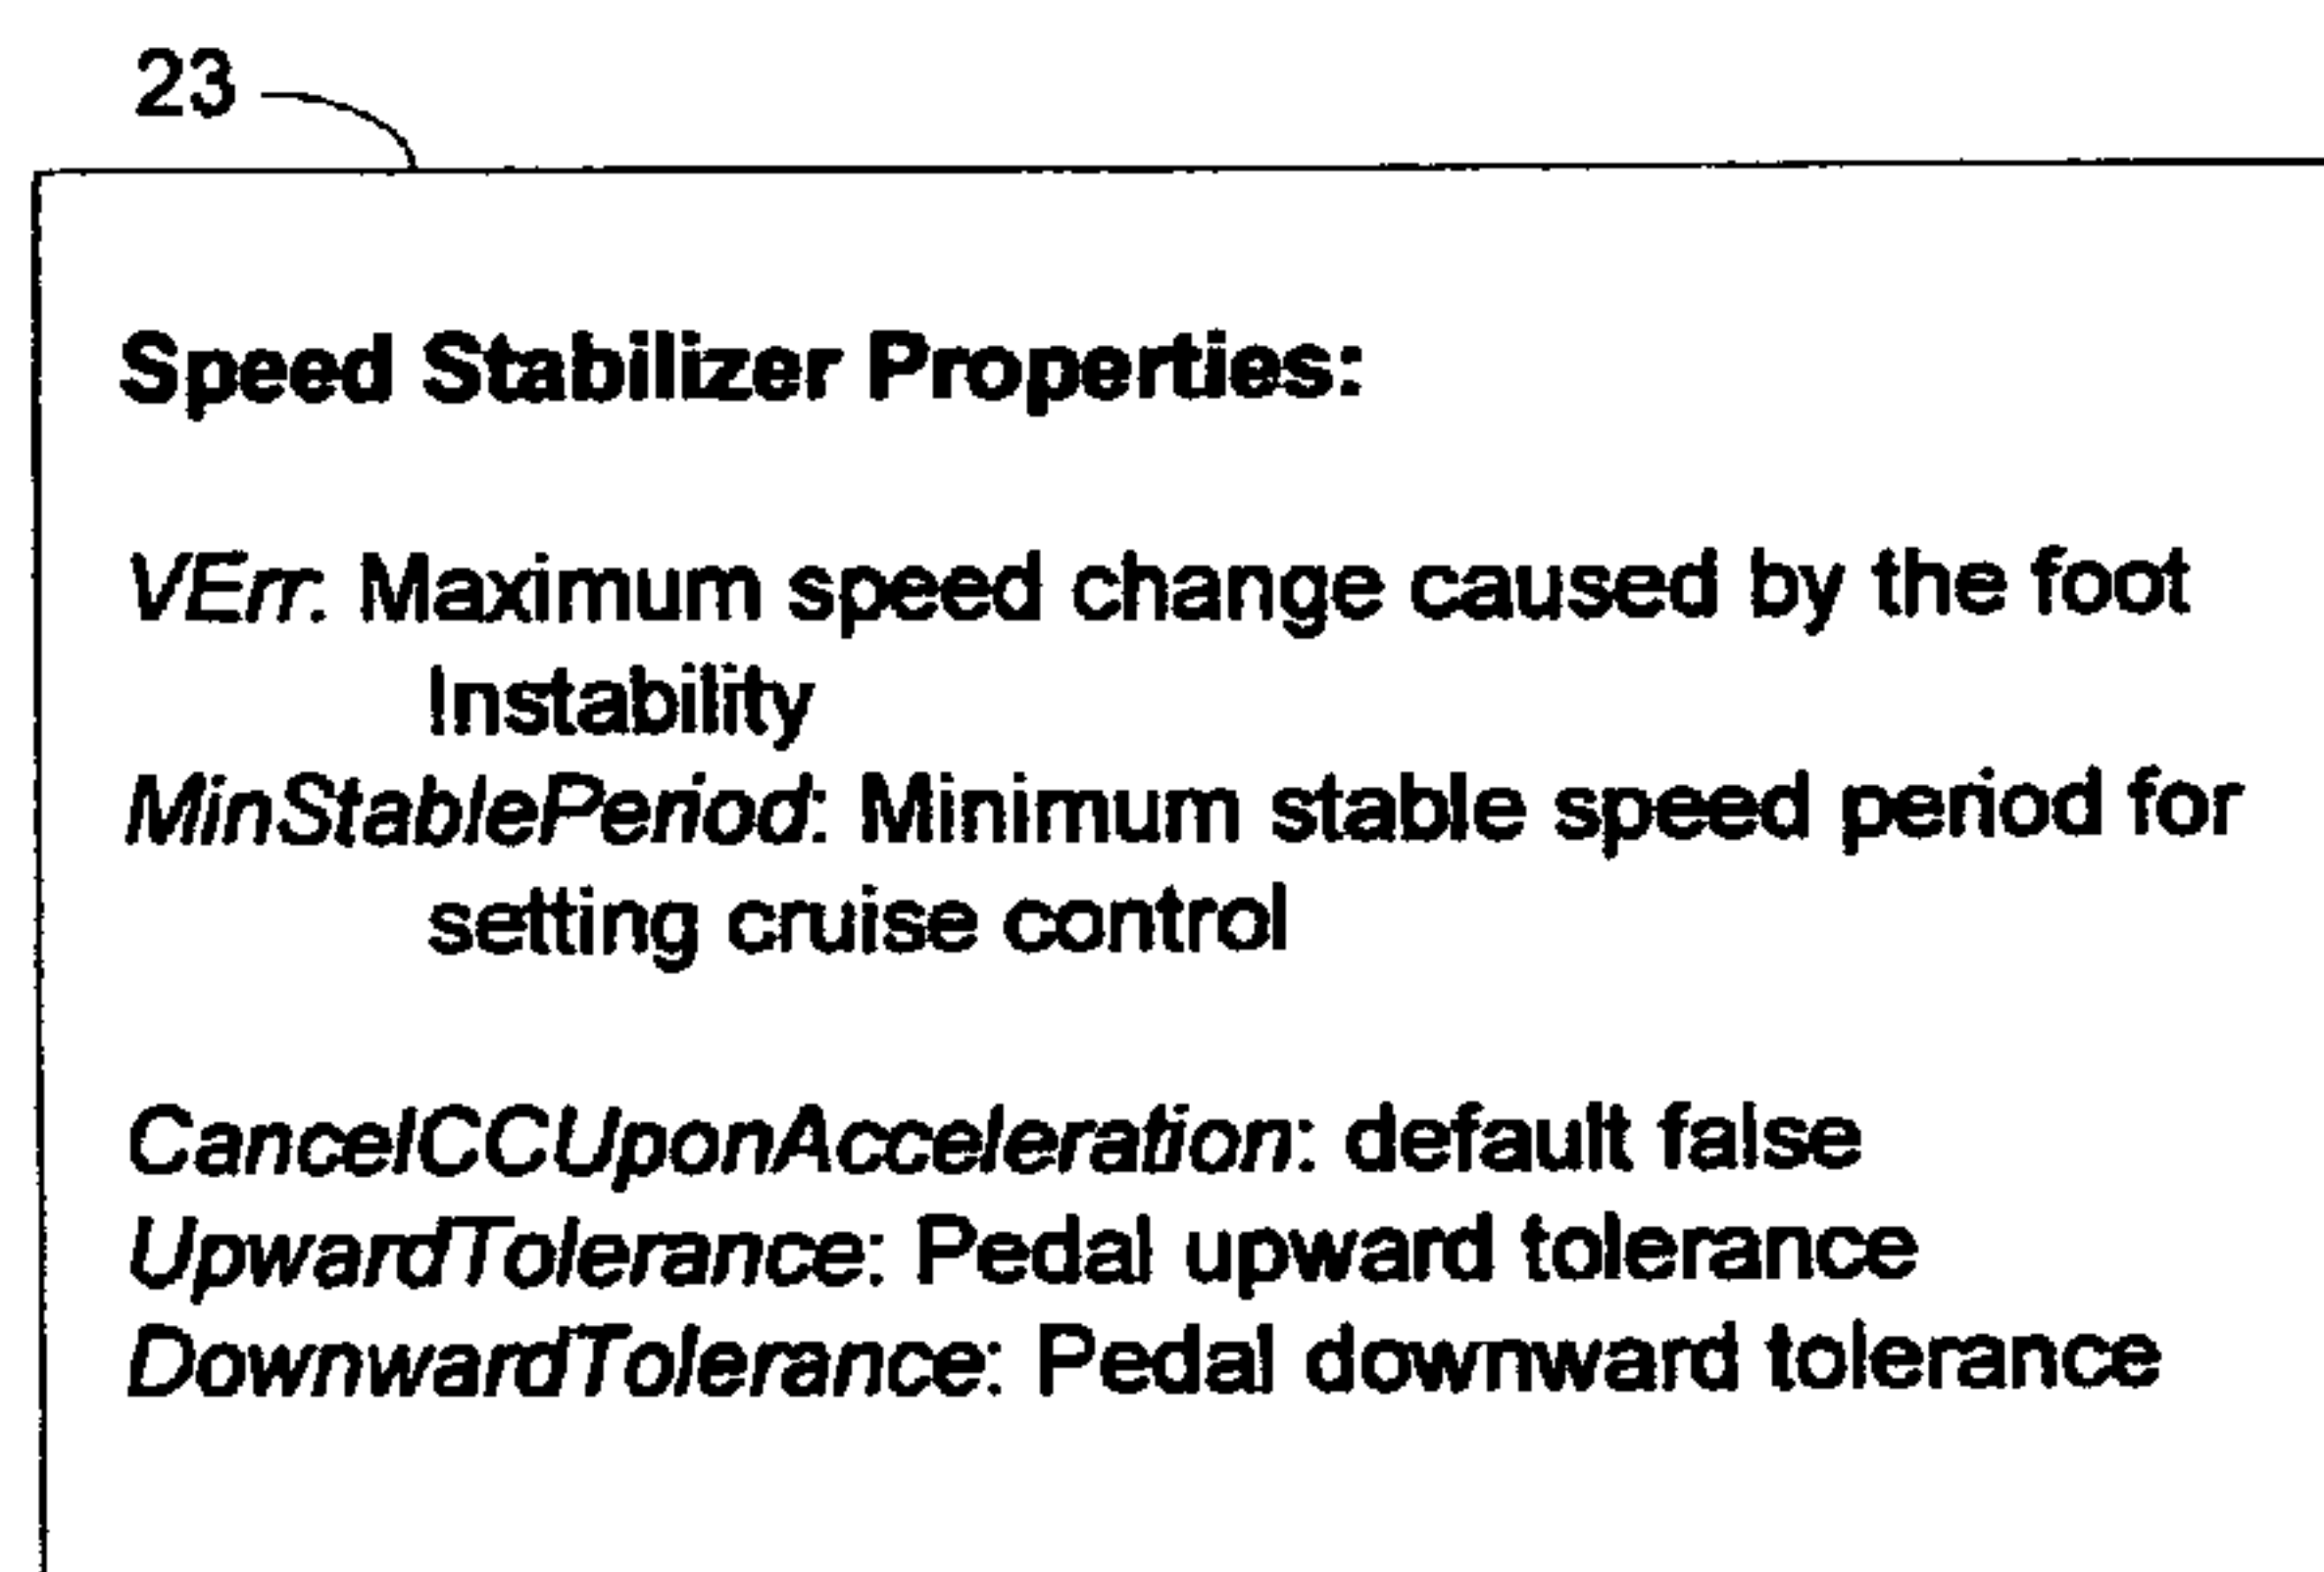 23
Speed Stabilizer Properties:
VErr: Maximum speed change caused by the foot
Instability
MinStablePeriod: Minimum stable speed period for
setting cruise control
CancelCCUponAcceleration: default false
UpwardTolerance: Pedal upward tolerance
DownwardTolerance: Pedal downward tolerance